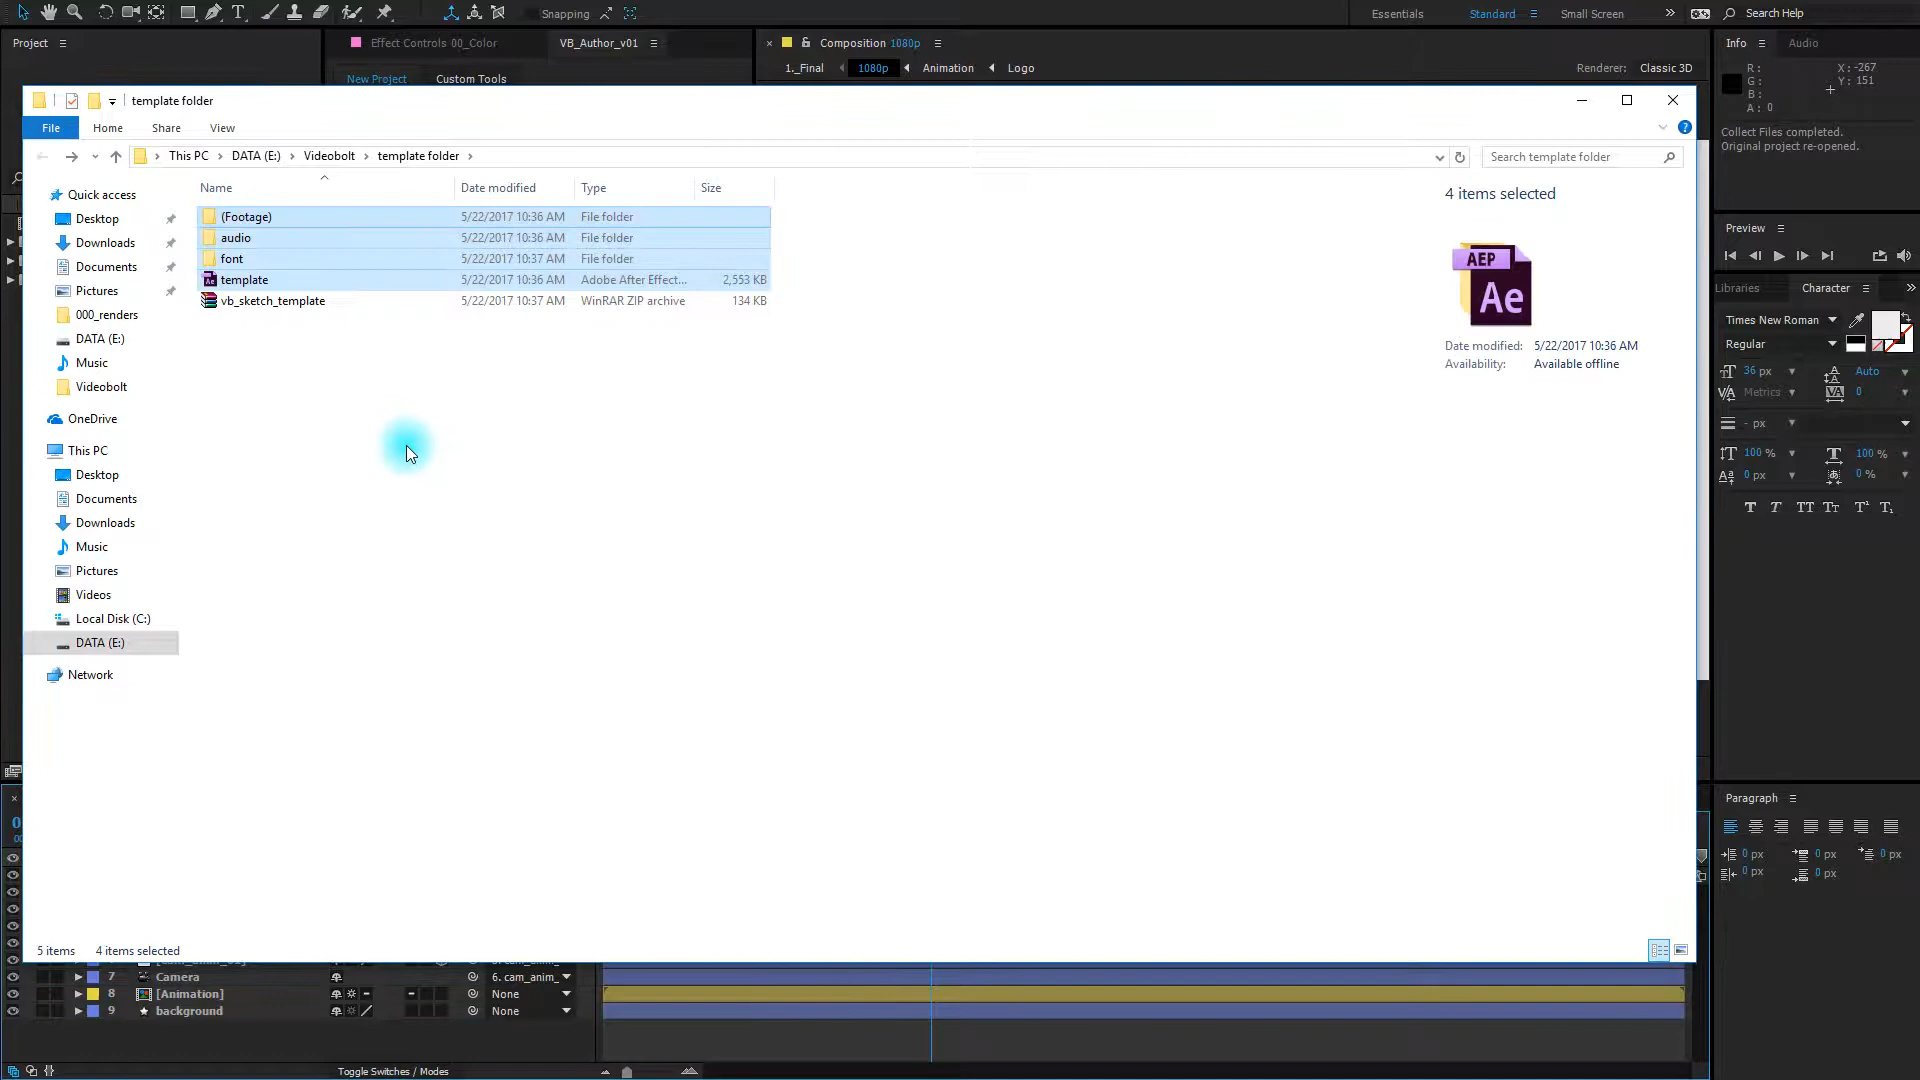 Snapping
Essentials
Standard
Small Screen
Search Help
Project
Effect Controls 00_Color
VB_Author_v01
Composition 1080p
Info
Audio
New Project
Custom Tools
1._Final
1080p
Animation
Logo
Renderer:
Classic 3D
R :
G :
B :
A : 0
X : -267
Y : 151
Collect Files completed.
Original project re-opened.
template folder
File
Home
Share
View
This PC
DATA (E:)
Videobolt
template folder
Search template folder
Name
Date modified
Type
Size
(Footage) 5/22/2017 10:36 AM File folder
audio 5/22/2017 10:36 AM File folder
font 5/22/2017 10:37 AM File folder
template 5/22/2017 10:36 AM Adobe After Effect... 2,553 KB
vb_sketch_template 5/22/2017 10:37 AM WinRAR ZIP archive 134 KB
Quick access
Desktop
Downloads
Documents
Pictures
000_renders
DATA (E:)
Music
Videobolt
OneDrive
This PC
Desktop
Documents
Downloads
Music
Pictures
Videos
Local Disk (C:)
DATA (E:)
Network
4 items selected
AEP
Ae
Date modified: 5/22/2017 10:36 AM
Availability: Available offline
5 items
4 items selected
Preview
Libraries
Character
Times New Roman
Regular
36 px
Auto
Metrics
0
- px
100 %
100 %
0 px
0 %
Paragraph
0 px
0 px
0 px
0 px
0 px
7 Camera 6. cam_anim_
8 [Animation] None
9 background None
Toggle Switches / Modes